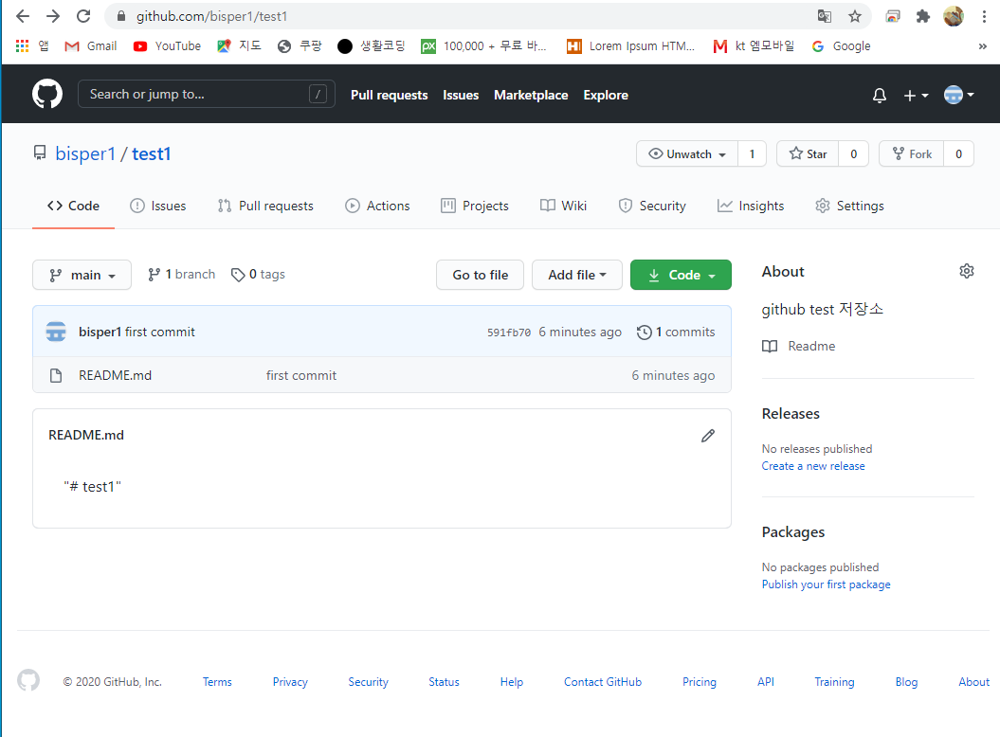 github.com/bisper1/test1
앱 Gmail YouTube 지도 쿠팡 생활코딩 px 100,000 + 무료 바... H Lorem Ipsum HTM... M kt 엠모바일 G Google »
Search or jump to... / Pull requests Issues Marketplace Explore
bisper1 / test1 Unwatch 1 Star 0 Fork 0
Code Issues Pull requests Actions Projects Wiki Security Insights Settings
main 1 branch 0 tags Go to file Add file Code
bisper1 first commit 591fb70 6 minutes ago 1 commits
README.md first commit 6 minutes ago
README.md
"# test1"
About
github test 저장소
Readme
Releases
No releases published
Create a new release
Packages
No packages published
Publish your first package
© 2020 GitHub, Inc. Terms Privacy Security Status Help Contact GitHub Pricing API Training Blog About